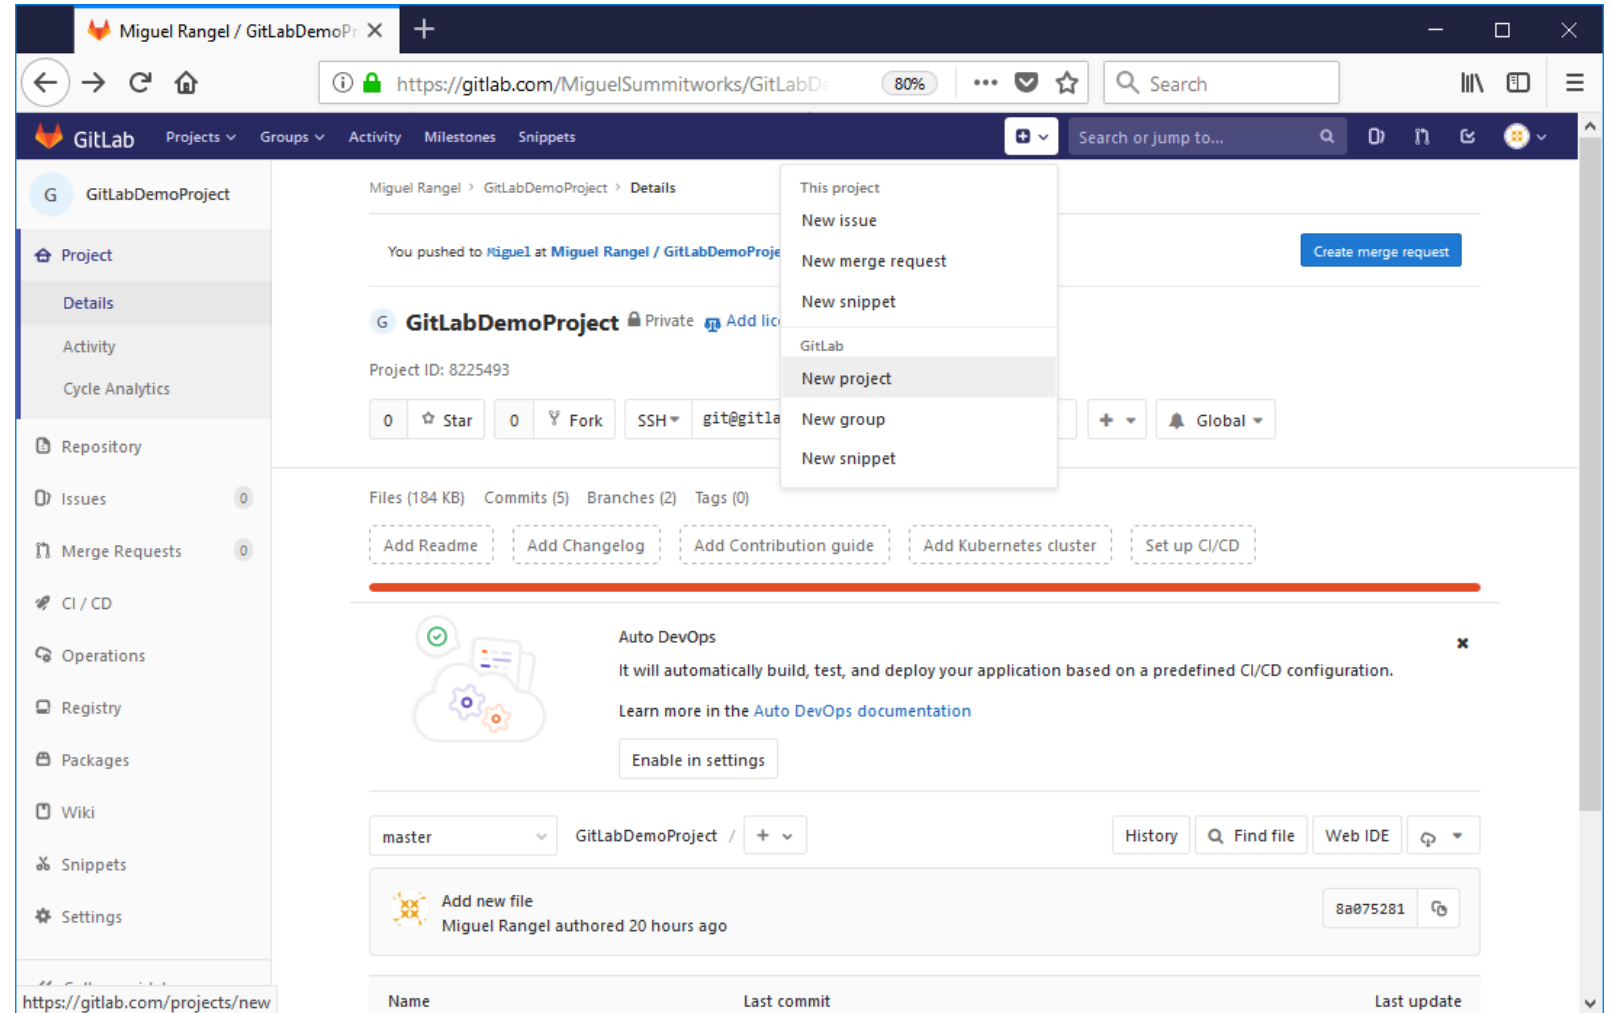 Miguel Rangel / GitLabDemoPr
https://gitlab.com/MiguelSummitworks/GitLabDe
80%
Search
GitLab
Projects
Groups
Activity
Milestones
Snippets
Search or jump to...
G
GitLabDemoProject
Project
Details
Activity
Cycle Analytics
Repository
Issues 0
Merge Requests 0
CI / CD
Operations
Registry
Packages
Wiki
Snippets
Settings
https://gitlab.com/projects/new
Miguel Rangel > GitLabDemoProject > Details
You pushed to Miguel at Miguel Rangel / GitLabDemoProje
Create merge request
G GitLabDemoProject Private Add lic
Project ID: 8225493
0 Star 0 Fork SSH git@gitla
Global
This project
New issue
New merge request
New snippet
GitLab
New project
New group
New snippet
Files (184 KB) Commits (5) Branches (2) Tags (0)
Add Readme Add Changelog Add Contribution guide Add Kubernetes cluster Set up CI/CD
Auto DevOps
It will automatically build, test, and deploy your application based on a predefined CI/CD configuration.
Learn more in the Auto DevOps documentation
Enable in settings
master
GitLabDemoProject /
History Find file Web IDE
Add new file
Miguel Rangel authored 20 hours ago
8a075281
Name Last commit Last update